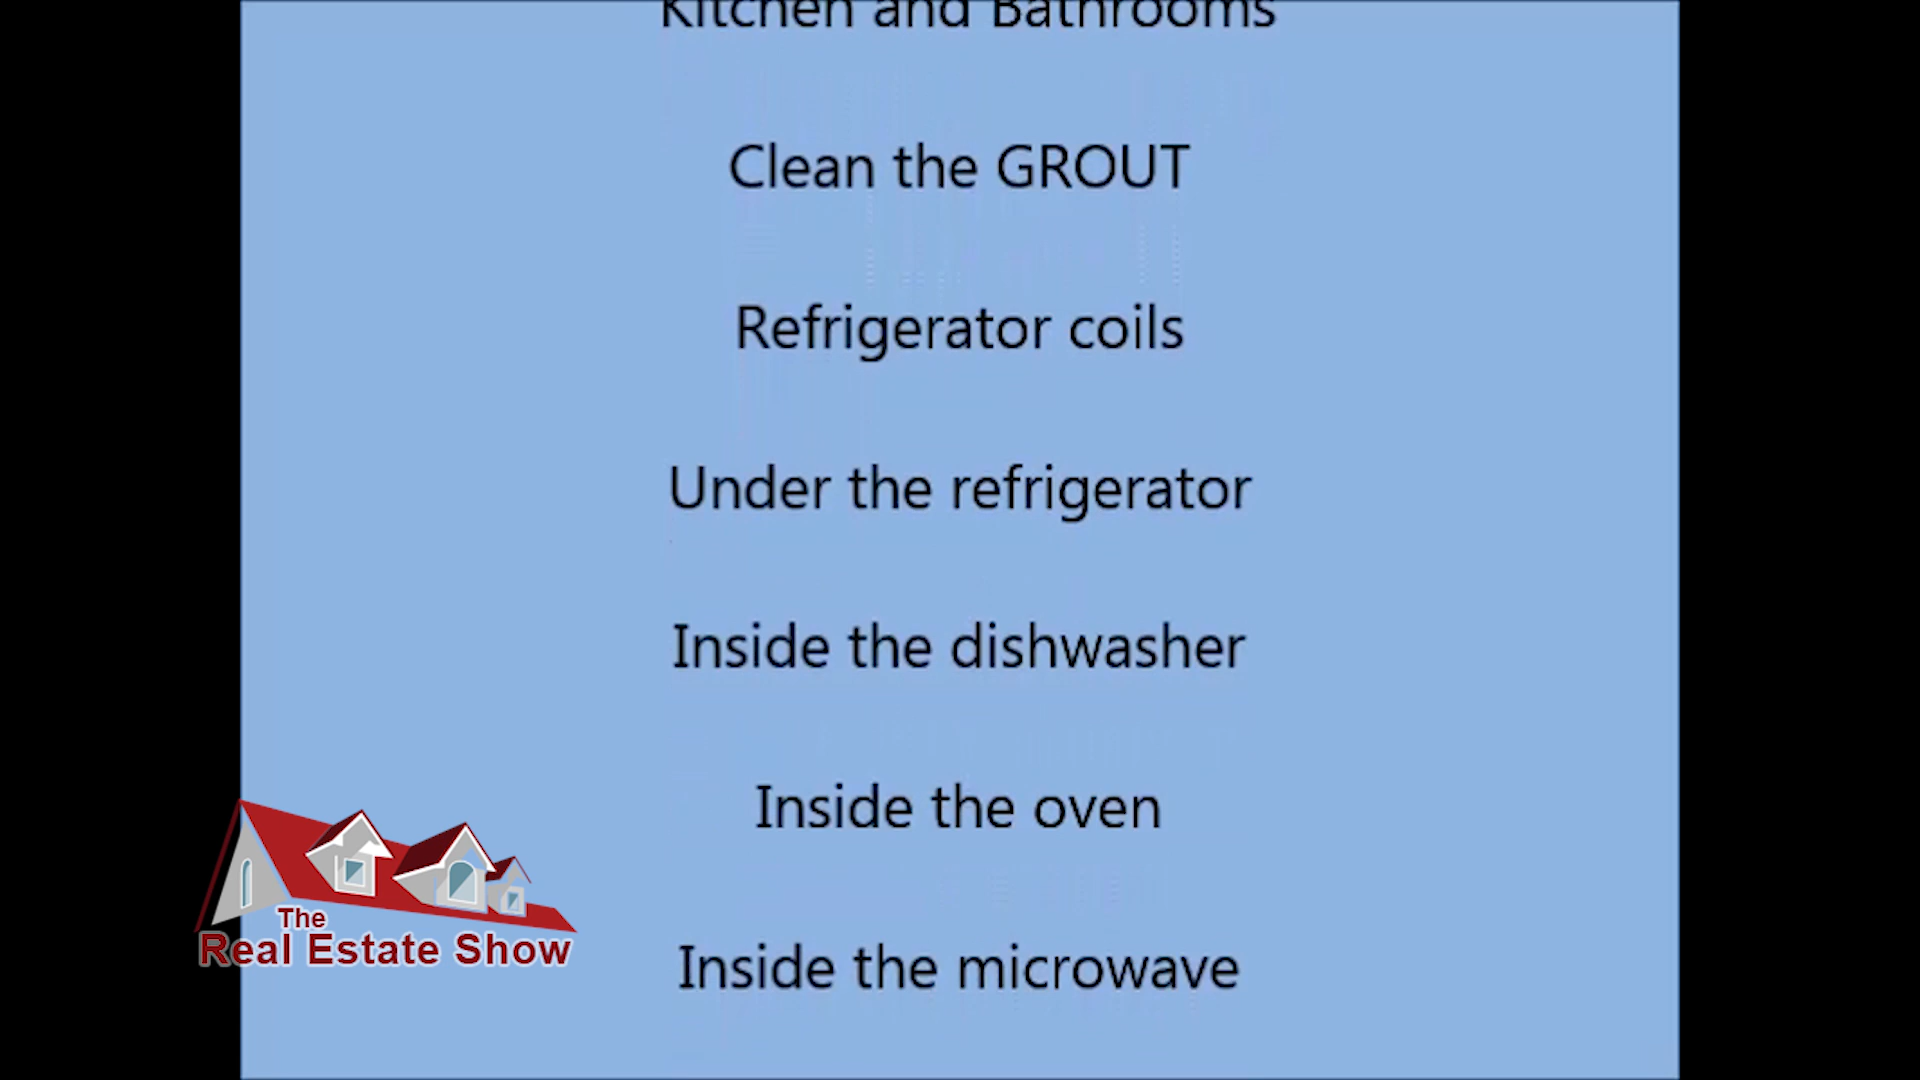 Kitchen and Bathrooms
Clean the GROUT
Refrigerator coils
Under the refrigerator
Inside the dishwasher
Inside the oven
Inside the microwave
The
Real Estate Show